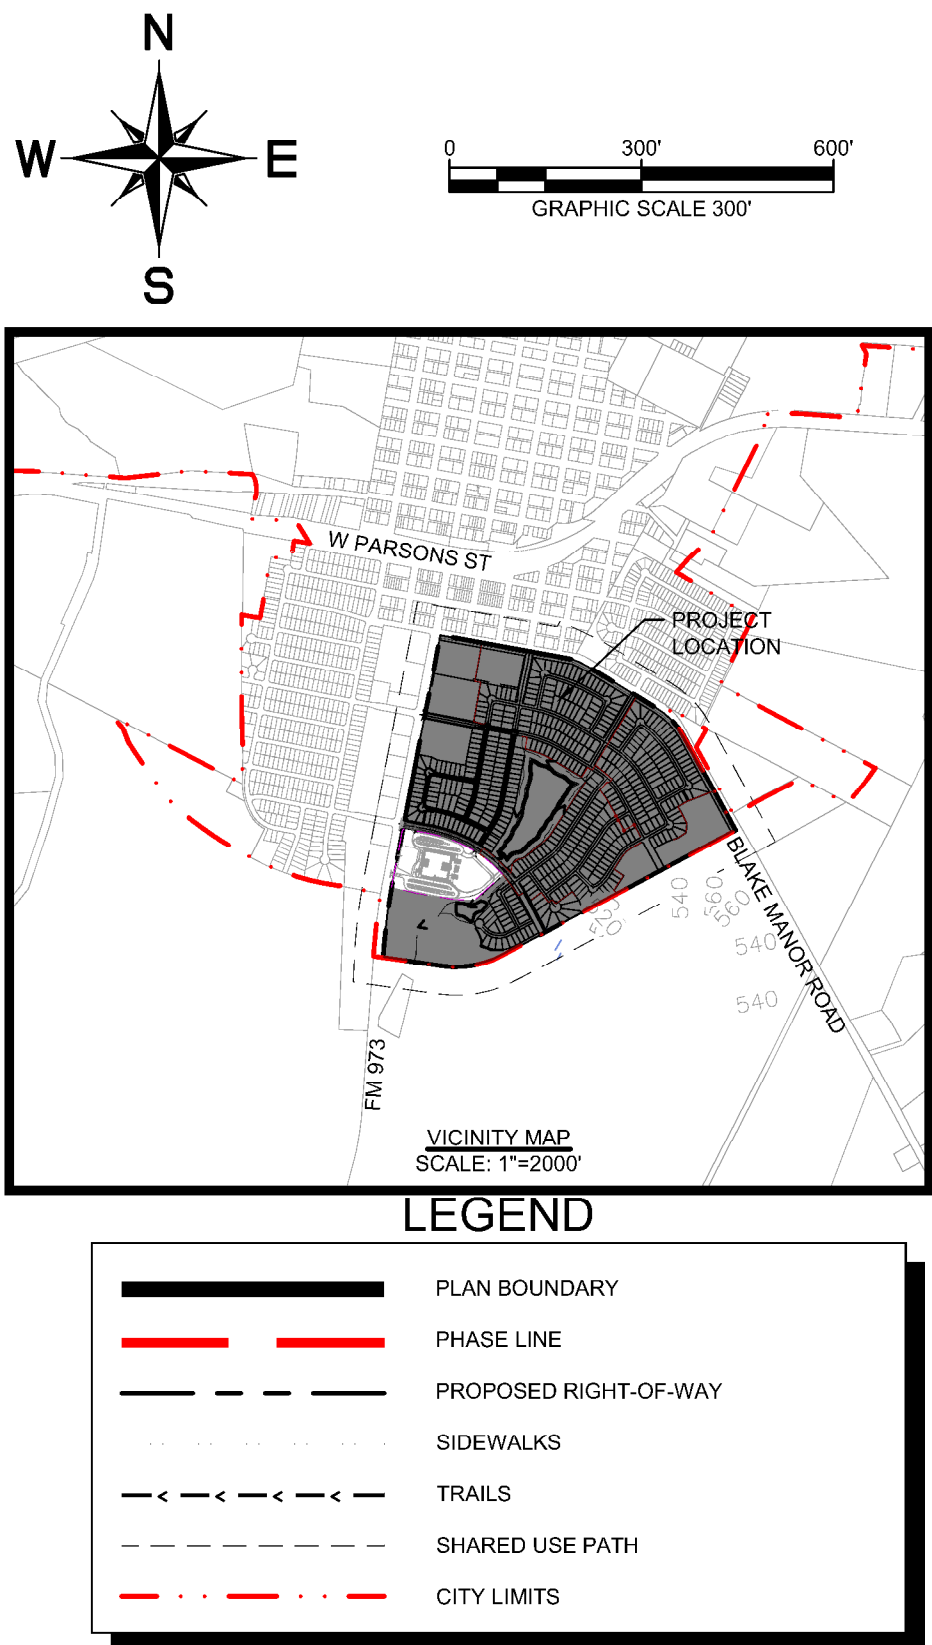 N
W E
S
0 300' 600'
GRAPHIC SCALE 300'
W PARSONS ST
PROJECT
LOCATION
BLAKE MANOR ROAD
540
560
560
520
540
540
FM 973
VICINITY MAP
SCALE: 1"=2000'
LEGEND
PLAN BOUNDARY
PHASE LINE
PROPOSED RIGHT-OF-WAY
SIDEWALKS
TRAILS
SHARED USE PATH
CITY LIMITS